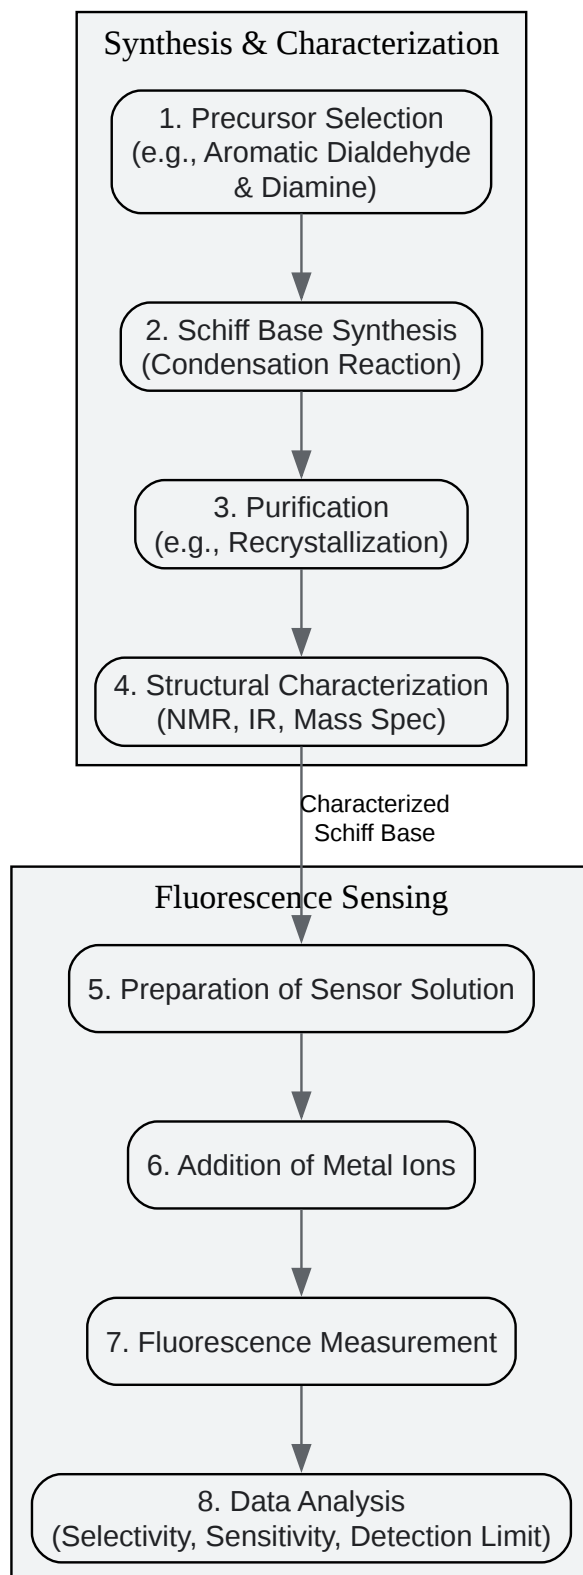 Synthesis & Characterization
1. Precursor Selection
(e.g., Aromatic Dialdehyde
& Diamine)
2. Schiff Base Synthesis
(Condensation Reaction)
3. Purification
(e.g., Recrystallization)
4. Structural Characterization
(NMR, IR, Mass Spec)
Characterized
Schiff Base
Fluorescence Sensing
5. Preparation of Sensor Solution
6. Addition of Metal Ions
7. Fluorescence Measurement
8. Data Analysis
(Selectivity, Sensitivity, Detection Limit)